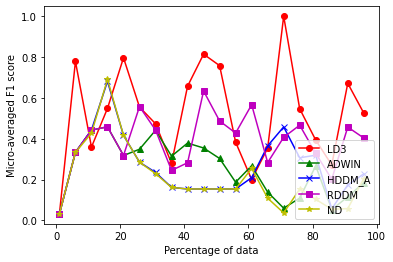 Micro-averaged F1 score
1.0
0.8
0.6
0.4
0.2
0.0
0
20
40
60
80
100
Percentage of data
LD3
ADWIN
HDDM_A
RDDM
ND